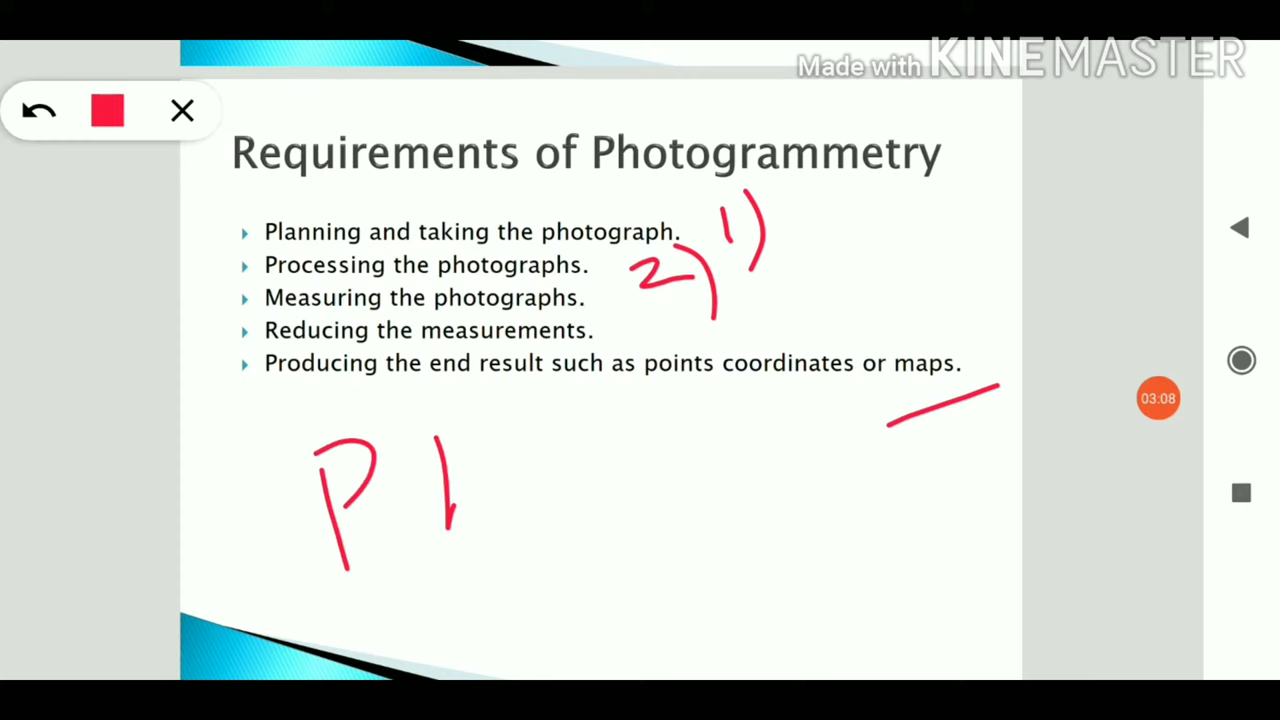 Made with KINEMASTER
Requirements of Photogrammetry
Planning and taking the photograph. 1)
Processing the photographs. 2)
Measuring the photographs.
Reducing the measurements.
Producing the end result such as points coordinates or maps.
03:08
P